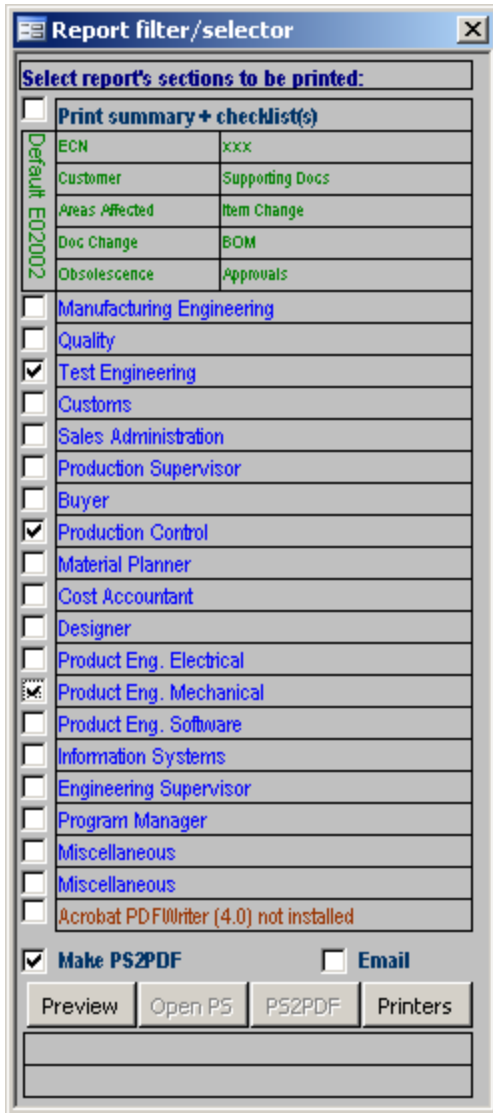 Report filter/selector
Select report's sections to be printed:
Print summary + checklist(s)
Default E02002
ECN xxx
Customer Supporting Docs
Areas Affected Item Change
Doc Change BOM
Obsolescence Approvals
Manufacturing Engineering
Quality
Test Engineering
Customs
Sales Administration
Production Supervisor
Buyer
Production Control
Material Planner
Cost Accountant
Designer
Product Eng. Electrical
Product Eng. Mechanical
Product Eng. Software
Information Systems
Engineering Supervisor
Program Manager
Miscellaneous
Miscellaneous
Acrobat PDFWriter (4.0) not installed
Make PS2PDF Email
Preview Open PS PS2PDF Printers